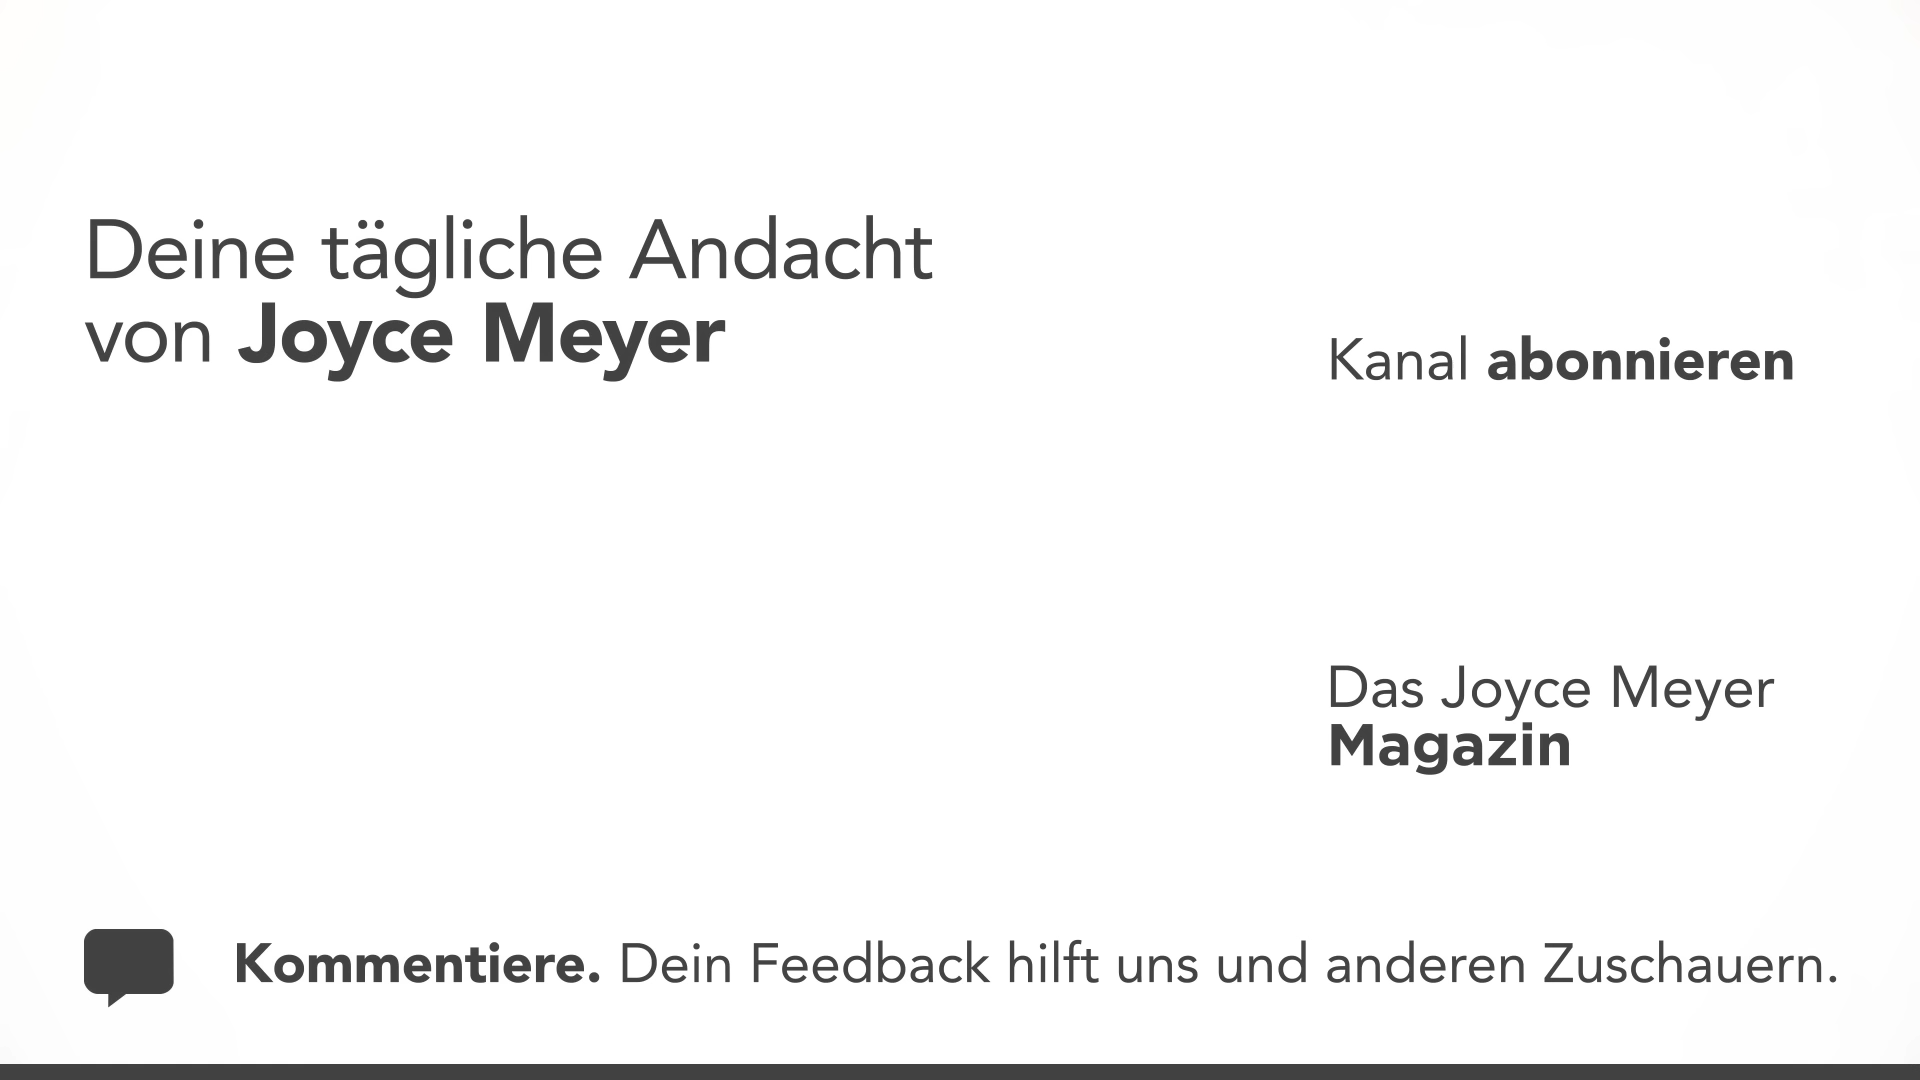 Deine tägliche Andacht
von Joyce Meyer
Kanal abonnieren
Das Joyce Meyer
Magazin
Kommentiere. Dein Feedback hilft uns und anderen Zuschauern.